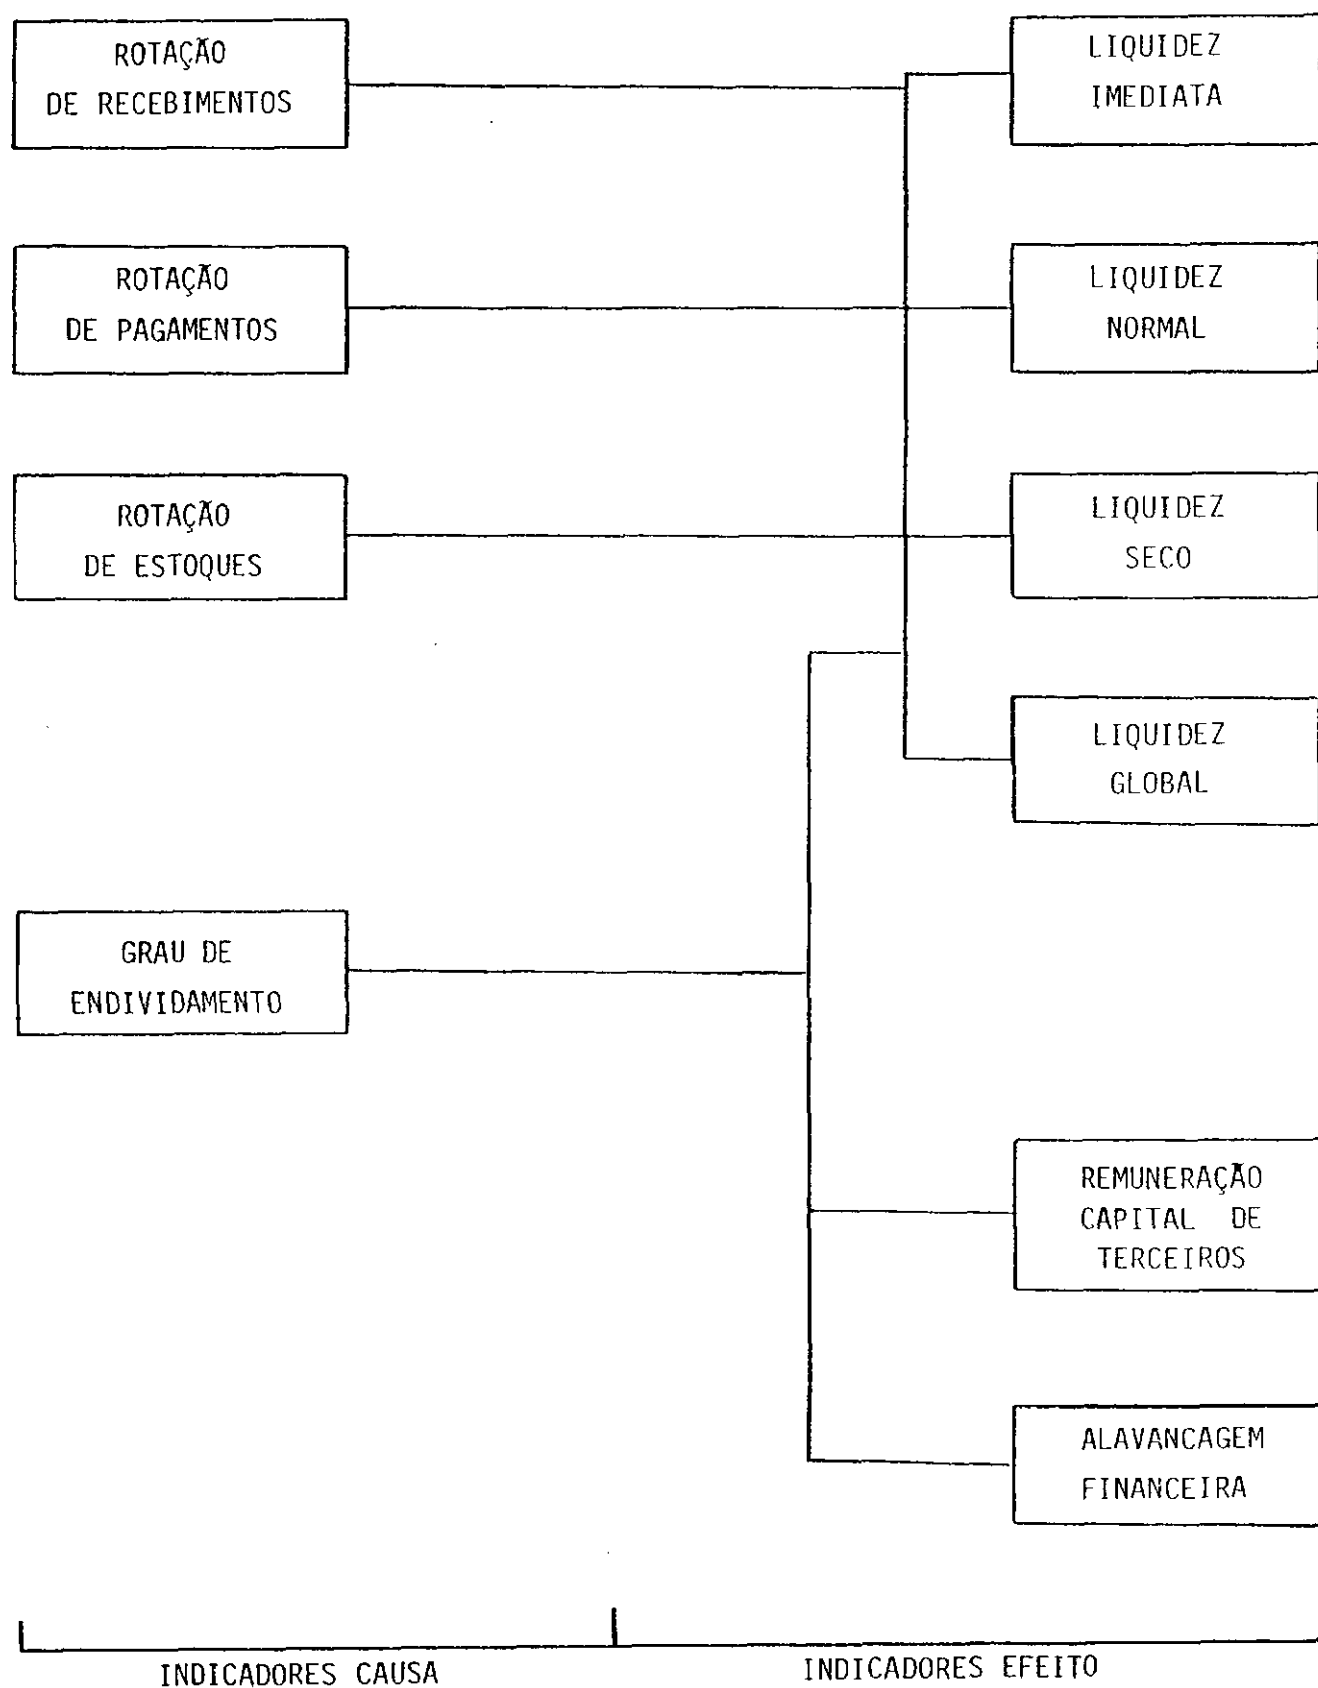 ROTAÇÃO
DE RECEBIMENTOS
LIQUIDEZ
IMEDIATA
ROTAÇÃO
DE PAGAMENTOS
LIQUIDEZ
NORMAL
ROTAÇÃO
DE ESTOQUES
LIQUIDEZ
SECO
LIQUIDEZ
GLOBAL
GRAU DE
ENDIVIDAMENTO
REMUNERAÇÃO
CAPITAL DE
TERCEIROS
ALAVANCAGEM
FINANCEIRA
INDICADORES CAUSA
INDICADORES EFEITO